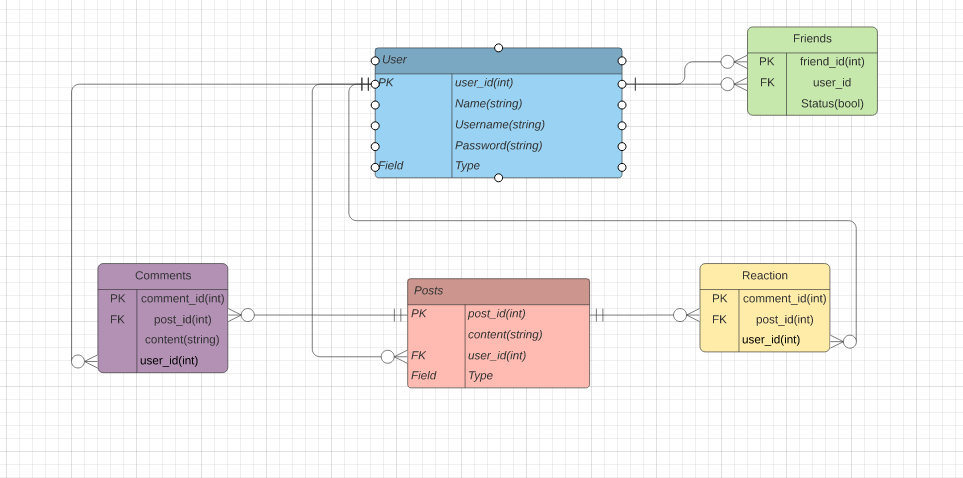 User
PK user_id(int)
Name(string)
Username(string)
Password(string)
Field Type
Friends
PK friend_id(int)
FK user_id
Status(bool)
Comments
PK comment_id(int)
FK post_id(int)
content(string)
user_id(int)
Posts
PK post_id(int)
content(string)
FK user_id(int)
Field Type
Reaction
PK comment_id(int)
FK post_id(int)
user_id(int)